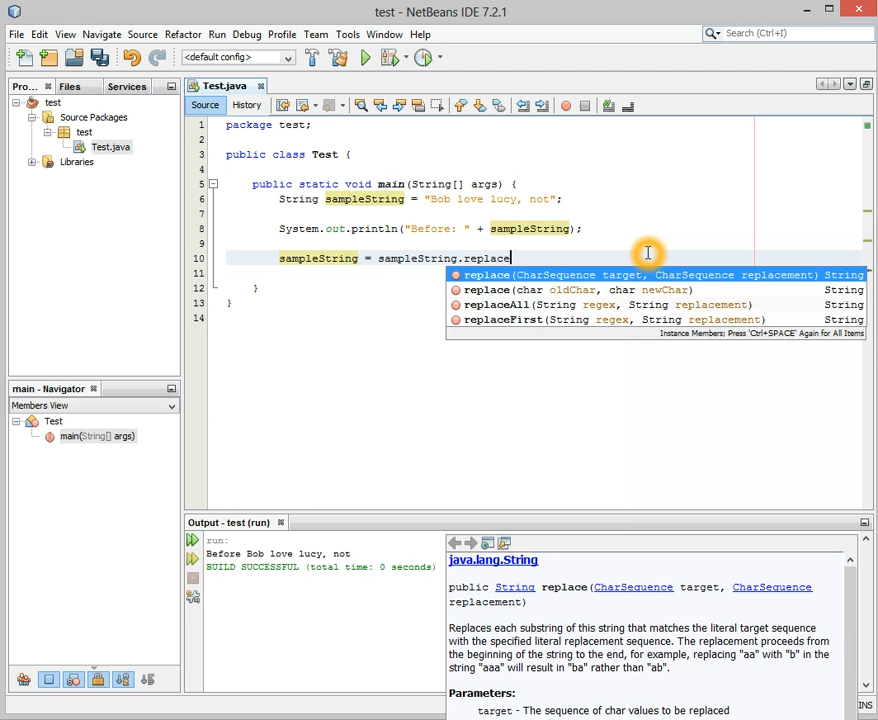 test - NetBeans IDE 7.2.1
File Edit View Navigate Source Refactor Run Debug Profile Team Tools Window Help
Search (Ctrl+I)
<default config>
Pro... Files Services
test
Source Packages
test
Test.java
Libraries
Test.java
Source History
1 package test;
2
3 public class Test {
4
5 public static void main(String[] args) {
6 String sampleString = "Bob love lucy, not";
7
8 System.out.println("Before: " + sampleString);
9
10 sampleString = sampleString.replace
11
12 }
13 }
14
replace(CharSequence target, CharSequence replacement) String
replace(char oldChar, char newChar) String
replaceAll(String regex, String replacement) String
replaceFirst(String regex, String replacement) String
Instance Members; Press 'Ctrl+SPACE' Again for All Items
main - Navigator
Members View
Test
main(String[] args)
Output - test (run)
run:
Before Bob love lucy, not
BUILD SUCCESSFUL (total time: 0 seconds)
java.lang.String
public String replace(CharSequence target, CharSequence
replacement)
Replaces each substring of this string that matches the literal target sequence
with the specified literal replacement sequence. The replacement proceeds from
the beginning of the string to the end, for example, replacing "aa" with "b" in the
string "aaa" will result in "ba" rather than "ab".
Parameters:
target - The sequence of char values to be replaced
INS